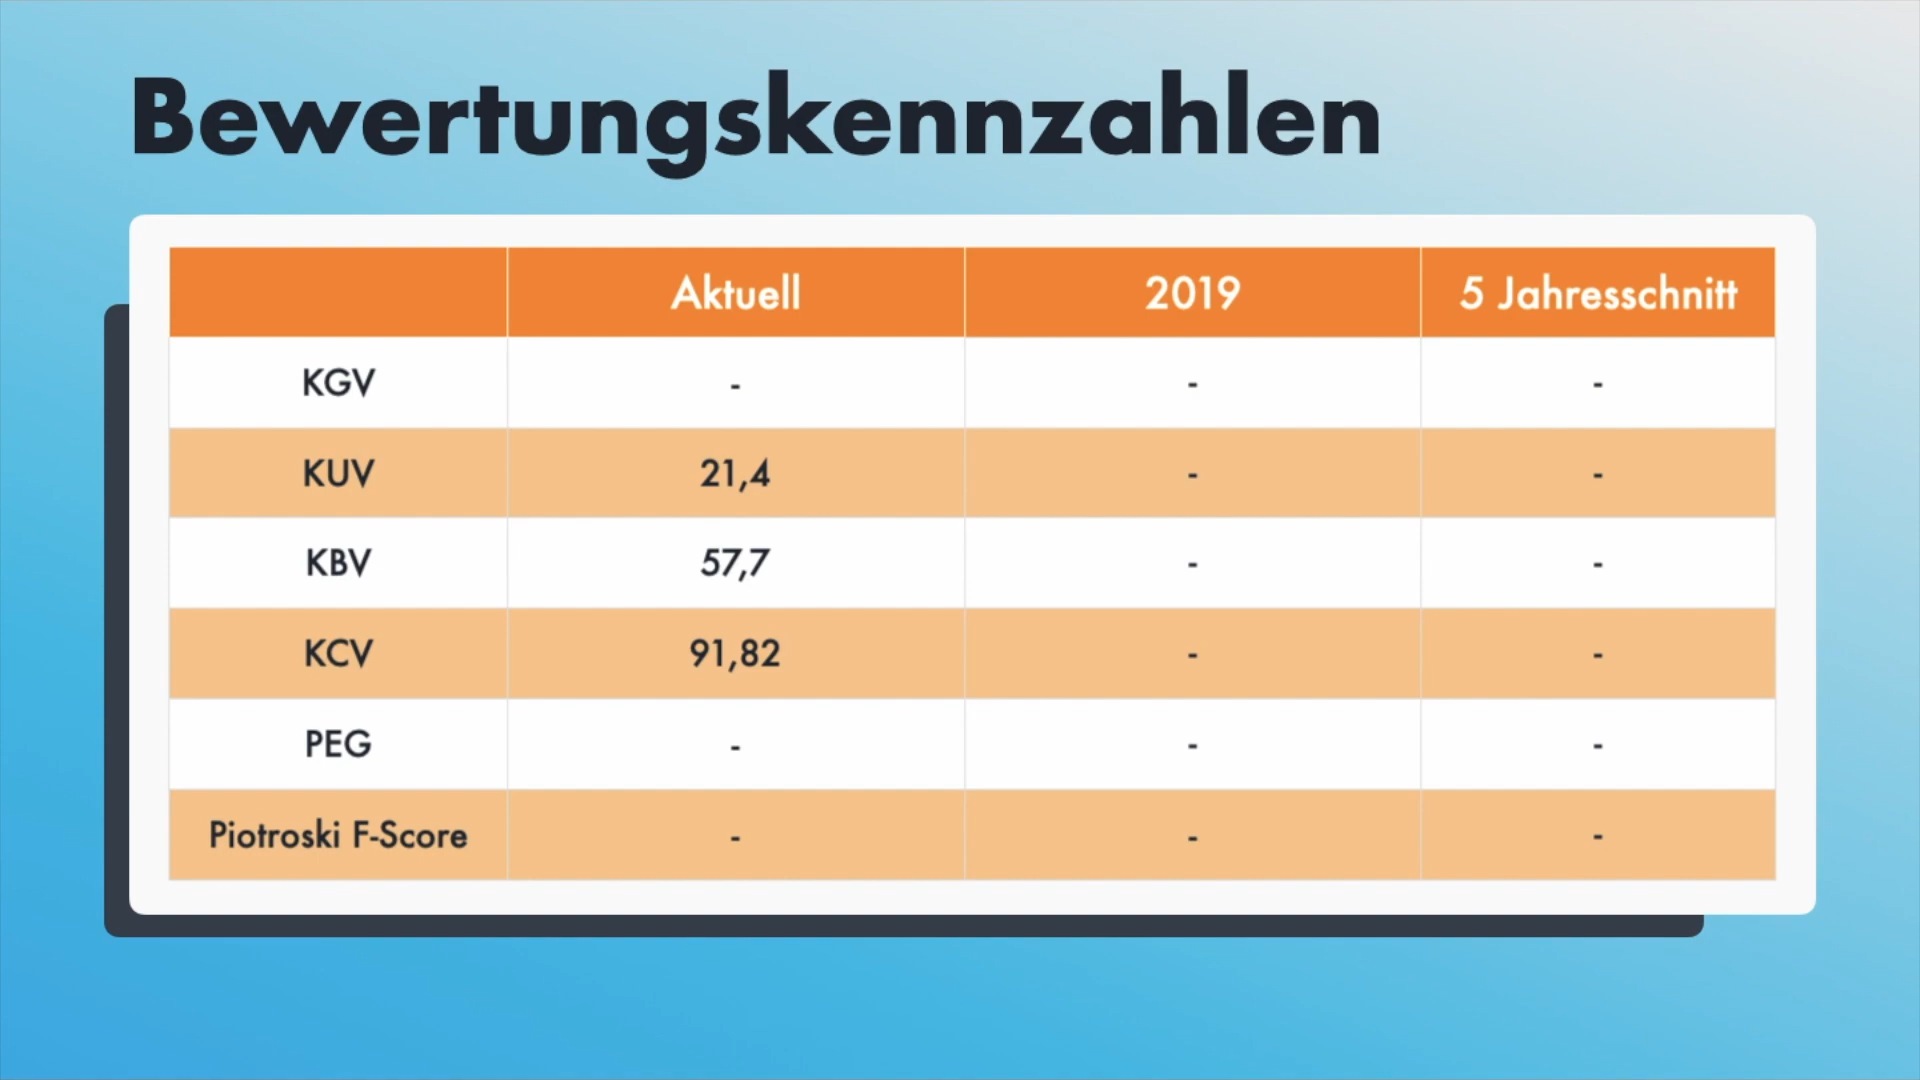 Bewertungskennzahlen
Aktuell 2019 5 Jahresschnitt
KGV - - -
KUV 21,4 - -
KBV 57,7 - -
KCV 91,82 - -
PEG - - -
Piotroski F-Score - - -